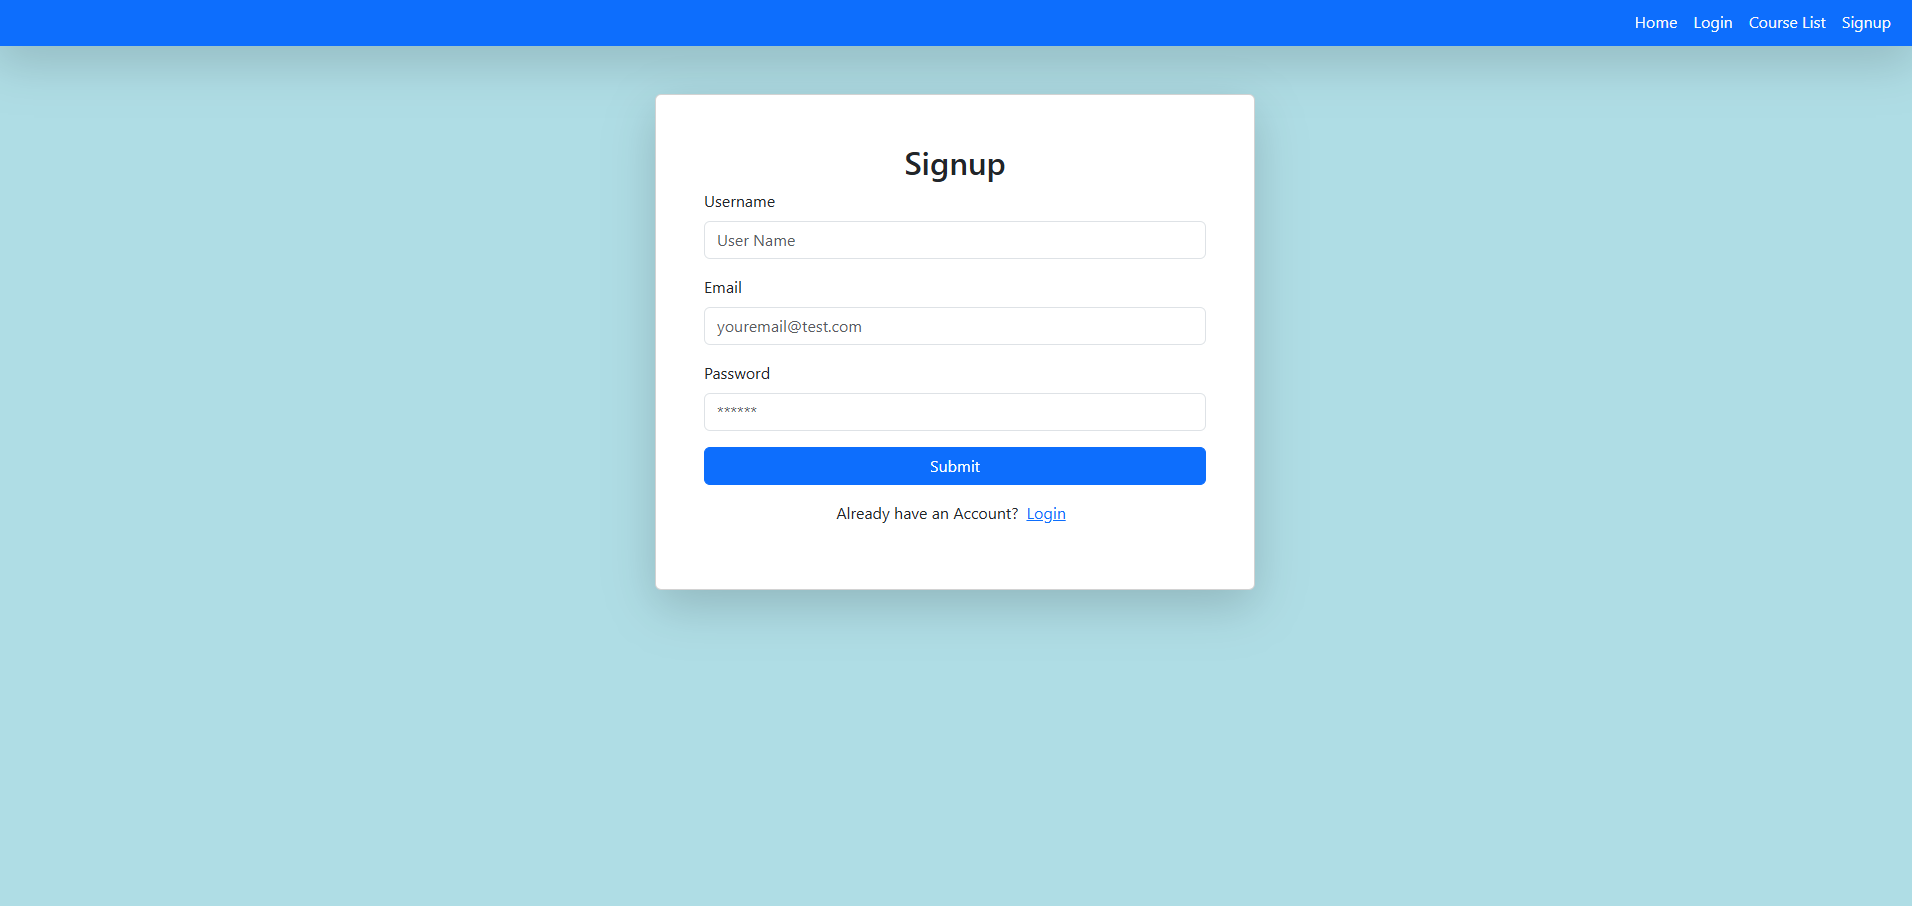 Home Login Course List Signup
Signup
Username
User Name
Email
youremail@test.com
Password
******
Submit
Already have an Account? Login